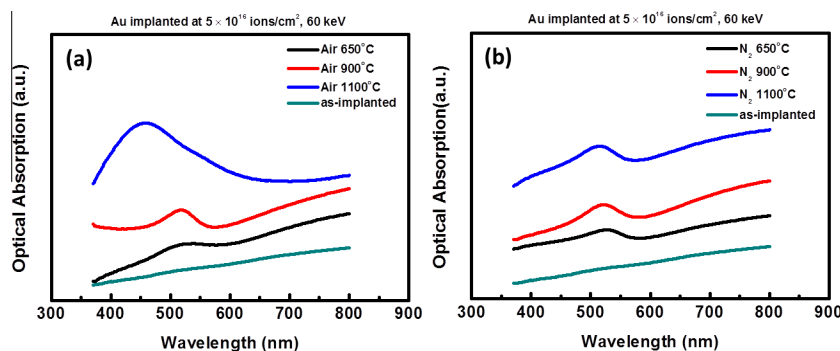 Au implanted at 5 × 10¹⁶ ions/cm², 60 keV
(a)
Air 650°C
Air 900°C
Air 1100°C
as-implanted
Optical Absorption (a.u.)
300 400 500 600 700 800 900
Wavelength (nm)
Au implanted at 5 × 10¹⁶ ions/cm², 60 keV
(b)
N₂ 650°C
N₂ 900°C
N₂ 1100°C
as-implanted
Optical Absorption(a.u.)
300 400 500 600 700 800 900
Wavelength (nm)